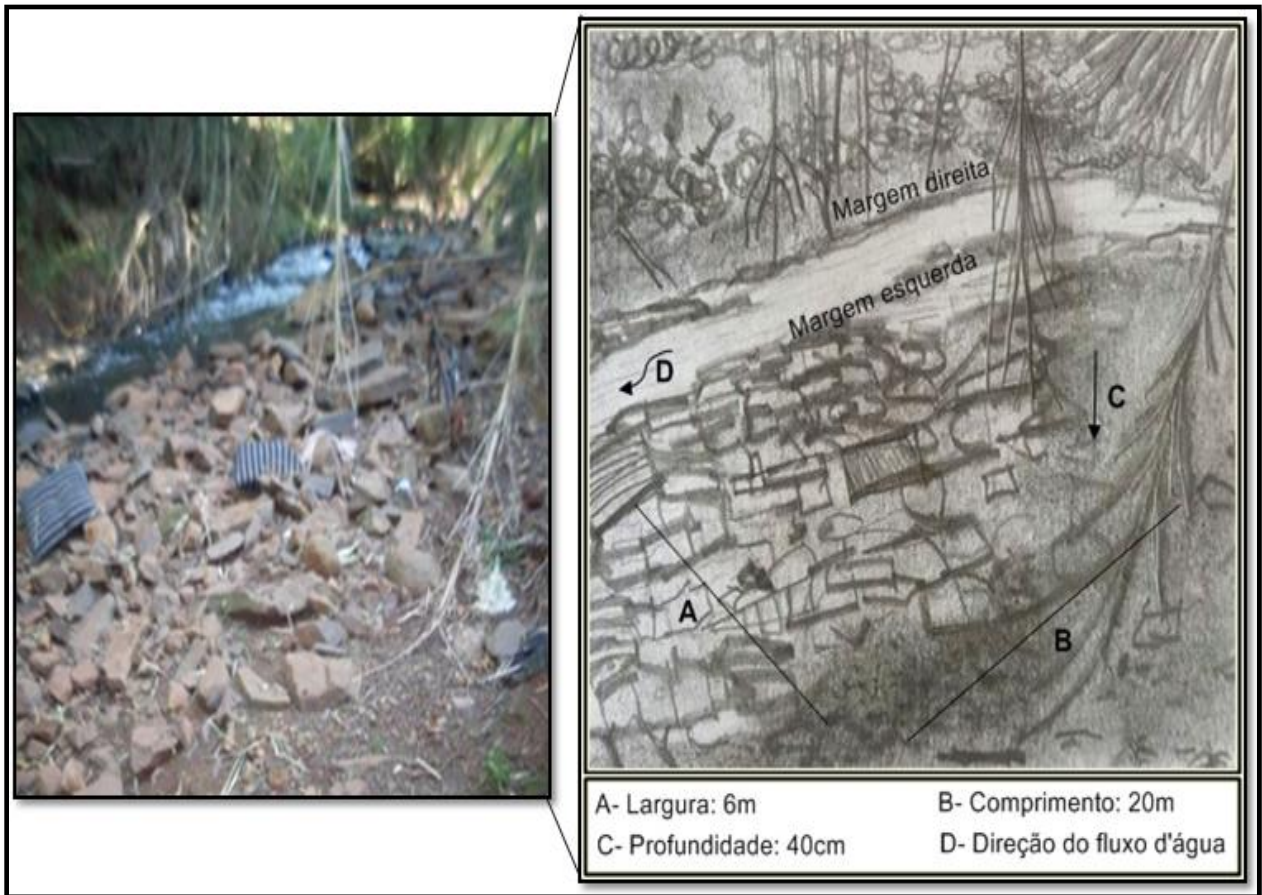 Margem direita
Margem esquerda
D
C
A
B
A- Largura: 6m
B- Comprimento: 20m
C- Profundidade: 40cm
D- Direção do fluxo d'água